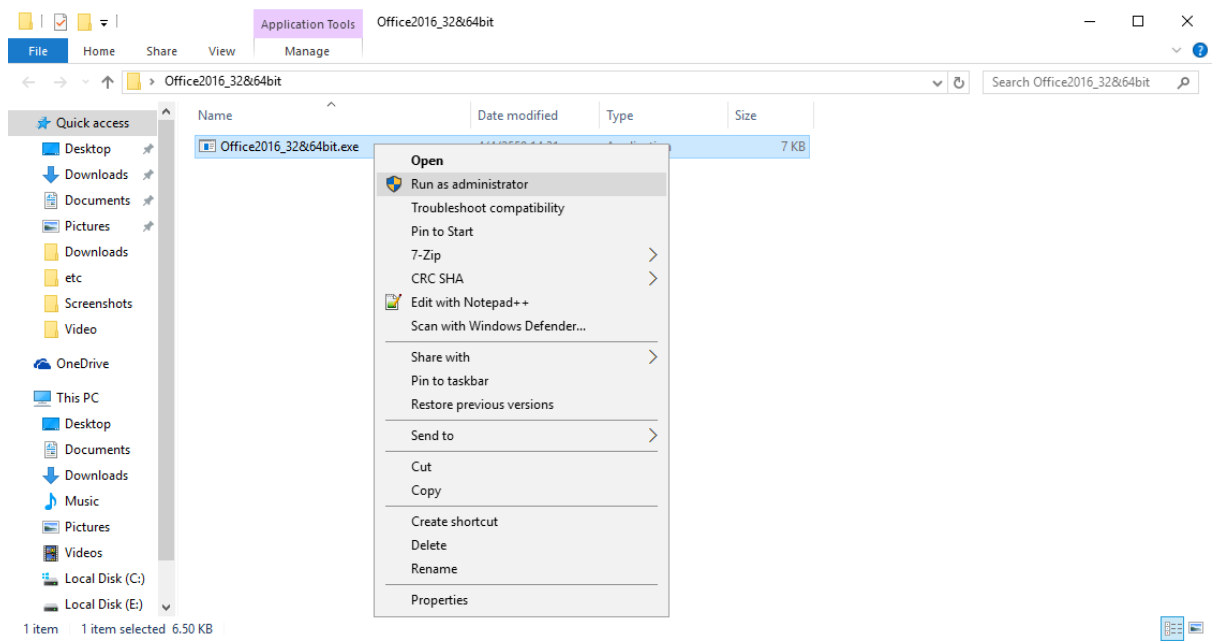 Application Tools Office2016_32&64bit
File Home Share View Manage
Office2016_32&64bit Search Office2016_32&64bit
Quick access
Desktop
Downloads
Documents
Pictures
Downloads
etc
Screenshots
Video
OneDrive
This PC
Desktop
Documents
Downloads
Music
Pictures
Videos
Local Disk (C:)
Local Disk (E:)
Name Date modified Type Size
Office2016_32&64bit.exe 7 KB
Open
Run as administrator
Troubleshoot compatibility
Pin to Start
7-Zip
CRC SHA
Edit with Notepad++
Scan with Windows Defender...
Share with
Pin to taskbar
Restore previous versions
Send to
Cut
Copy
Create shortcut
Delete
Rename
Properties
1 item 1 item selected 6.50 KB